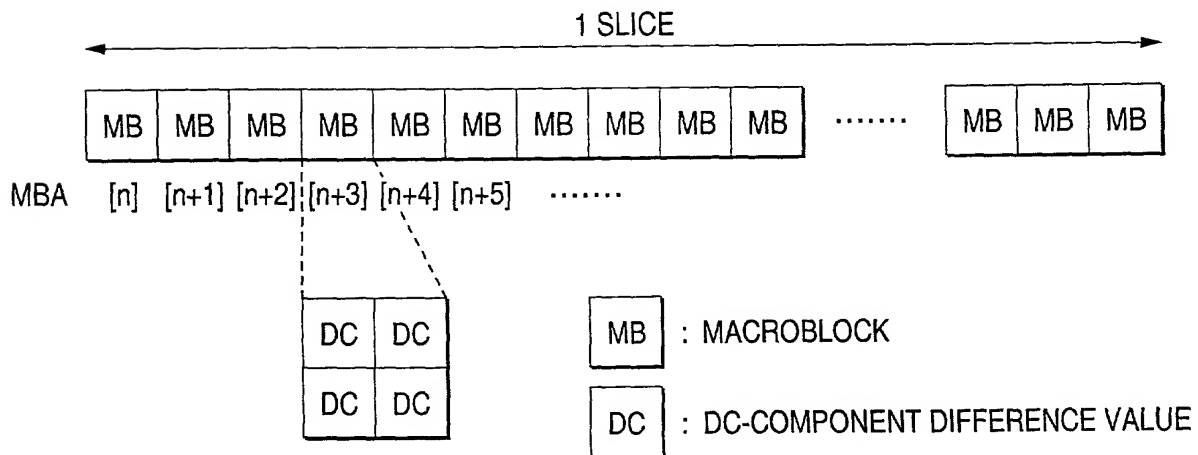 1 SLICE
MB MB MB MB MB MB MB MB MB MB ....... MB MB MB
MBA [n] [n+1] [n+2] [n+3] [n+4] [n+5] .......
DC DC
DC DC
MB : MACROBLOCK
DC : DC-COMPONENT DIFFERENCE VALUE